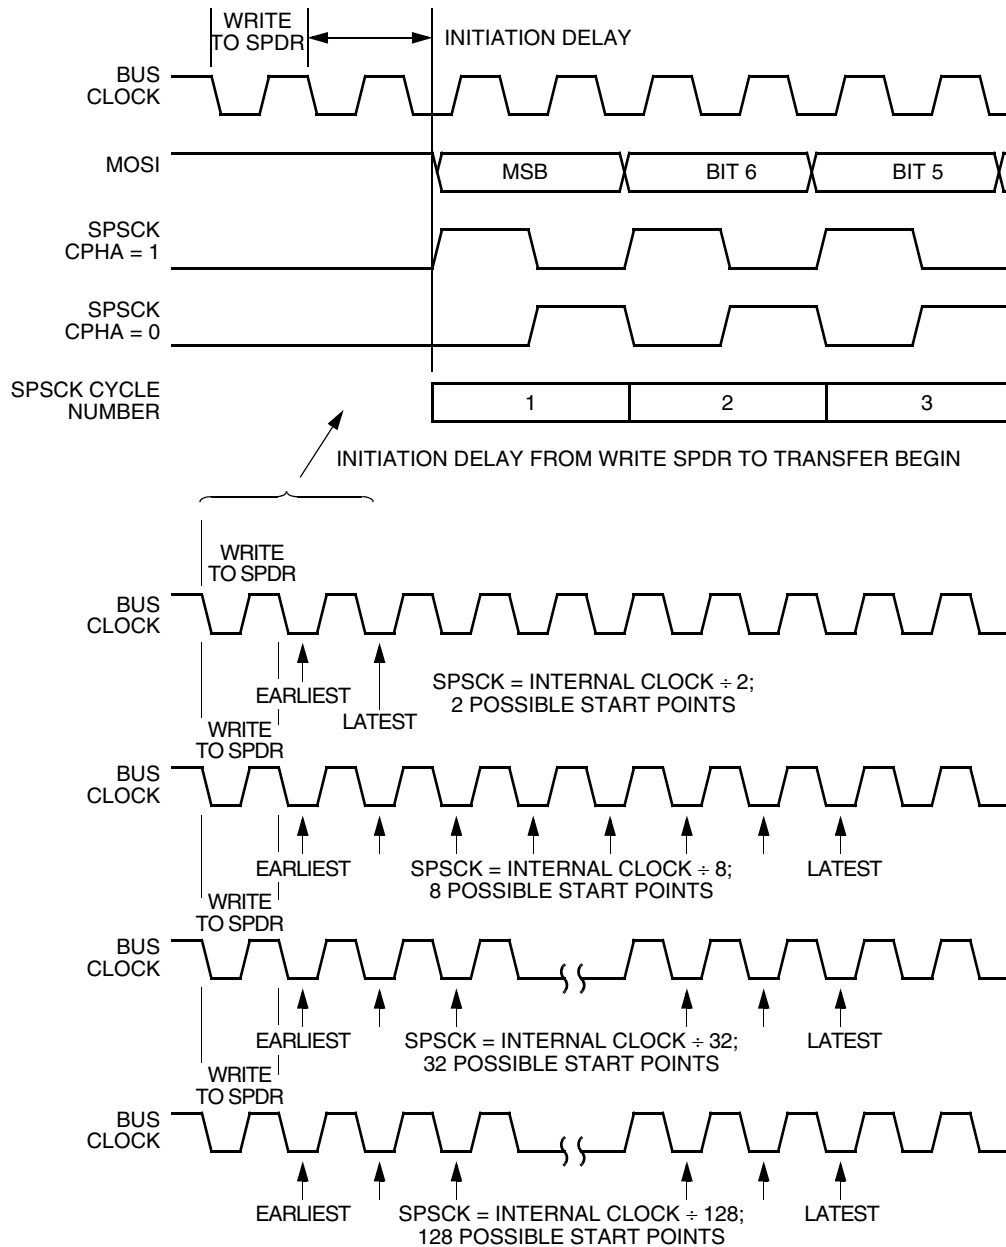 WRITE
TO SPDR
INITIATION DELAY
BUS
CLOCK
MOSI
MSB
BIT 6
BIT 5
SPSCK
CPHA = 1
SPSCK
CPHA = 0
SPSCK CYCLE
NUMBER
1
2
3
INITIATION DELAY FROM WRITE SPDR TO TRANSFER BEGIN
WRITE
TO SPDR
BUS
CLOCK
EARLIEST
LATEST
SPSCK = INTERNAL CLOCK ÷ 2;
2 POSSIBLE START POINTS
WRITE
TO SPDR
BUS
CLOCK
EARLIEST
SPSCK = INTERNAL CLOCK ÷ 8;
8 POSSIBLE START POINTS
LATEST
WRITE
TO SPDR
BUS
CLOCK
EARLIEST
SPSCK = INTERNAL CLOCK ÷ 32;
32 POSSIBLE START POINTS
LATEST
WRITE
TO SPDR
BUS
CLOCK
EARLIEST
SPSCK = INTERNAL CLOCK ÷ 128;
128 POSSIBLE START POINTS
LATEST